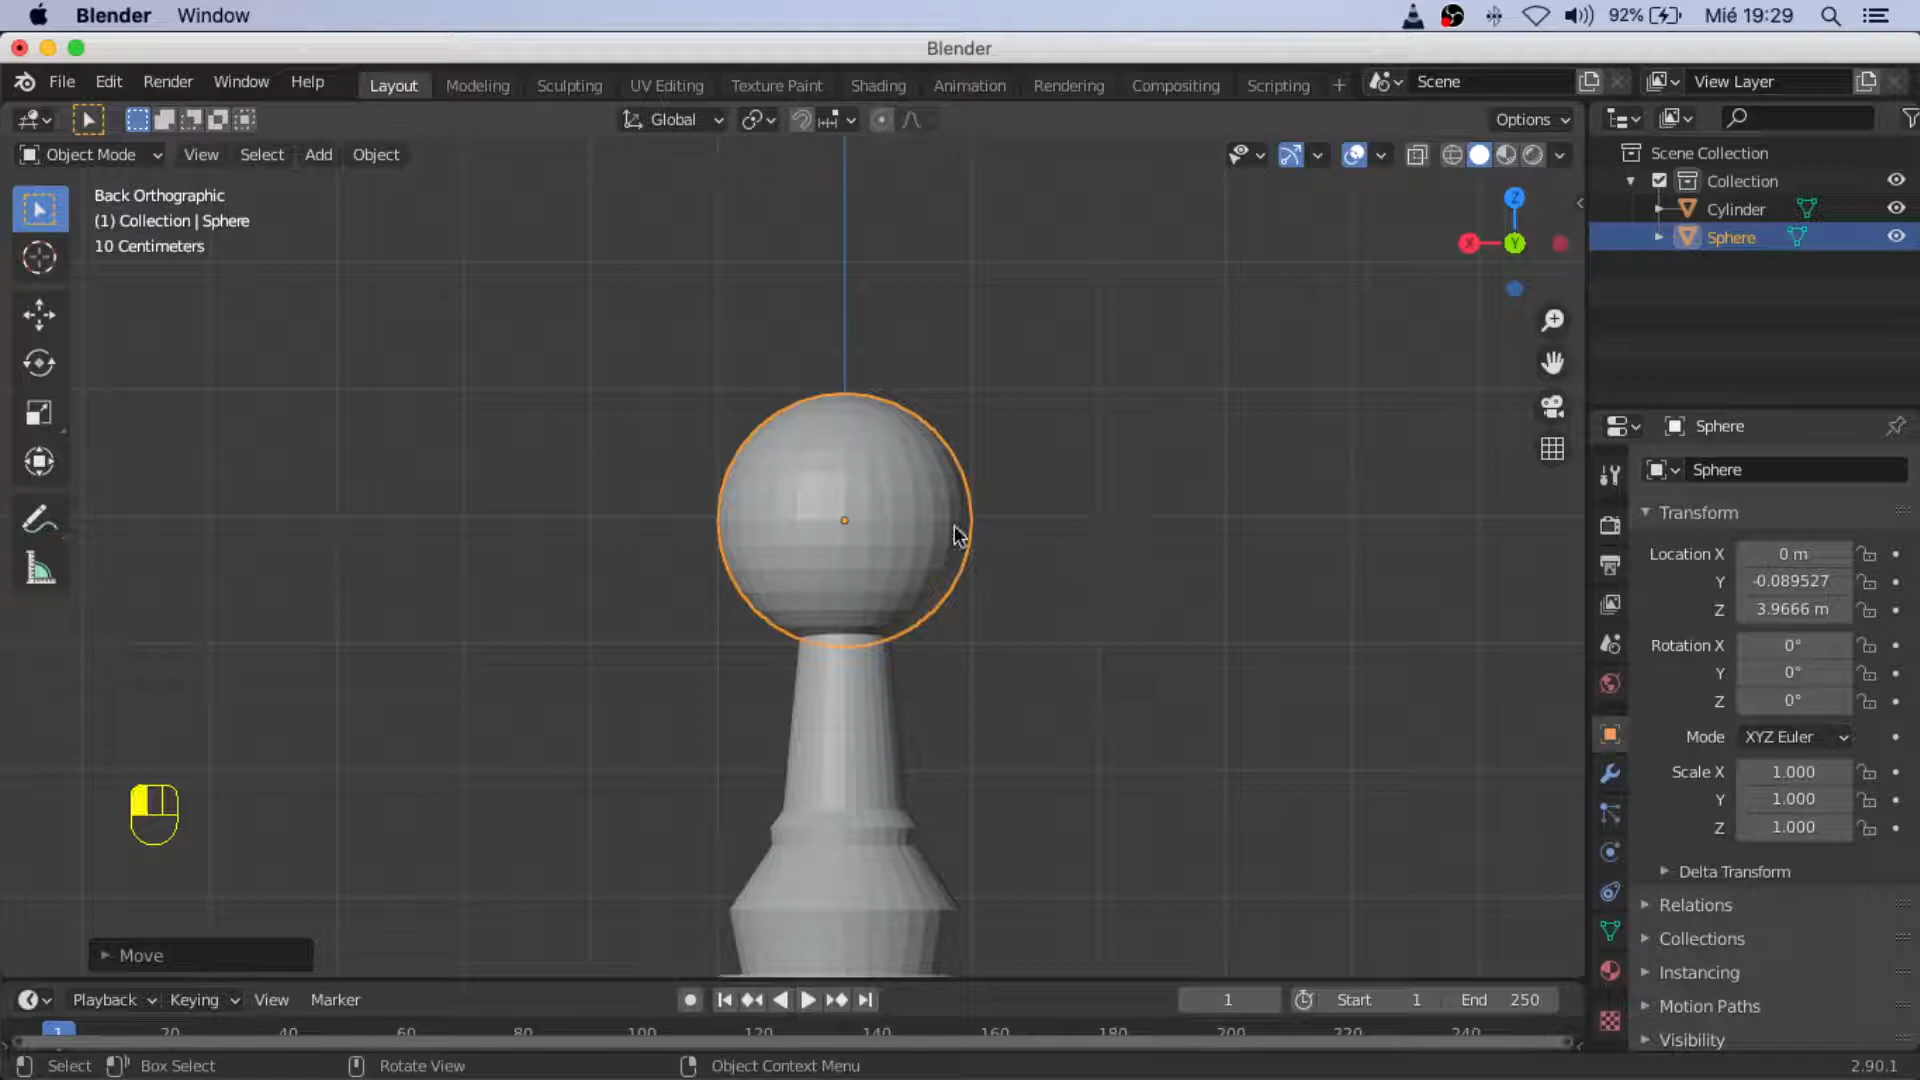 Blender Window 92% Mié 19:29
Blender
File Edit Render Window Help Layout Modeling Sculpting UV Editing Texture Paint Shading Animation Rendering Compositing Scripting + Scene View Layer
Global Options
Object Mode View Select Add Object Scene Collection
Collection
Back Orthographic
(1) Collection | Sphere
10 Centimeters
Z
X
Y
Cylinder
Sphere
Sphere
Sphere
Transform
Location X 0 m
Y -0.089527
Z 3.9666 m
Rotation X 0°
Y 0°
Z 0°
Mode XYZ Euler
Scale X 1.000
Y 1.000
Z 1.000
Delta Transform
Relations
Collections
Instancing
Motion Paths
Visibility
Move
Playback Keying View Marker 1 Start 1 End 250
1 20 40 60 80 100 120 140 160 180 200 220 240
Select Box Select Rotate View Object Context Menu 2.90.1